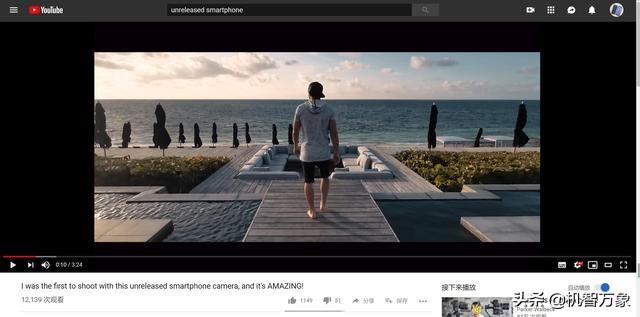 YouTube
unreleased smartphone
0:10 / 3:24
I was the first to shoot with this unreleased smartphone camera, and it's AMAZING!
12,139 次观看
1149
51
分享
保存
接下来播放
自动播放
Parker Walbeck
头条@机智万象